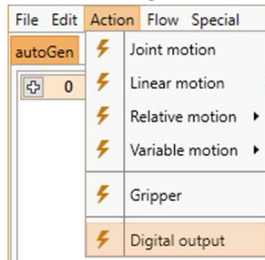 File Edit Action Flow Special
autoGen
Joint motion
0
Linear motion
Relative motion
Variable motion
Gripper
Digital output